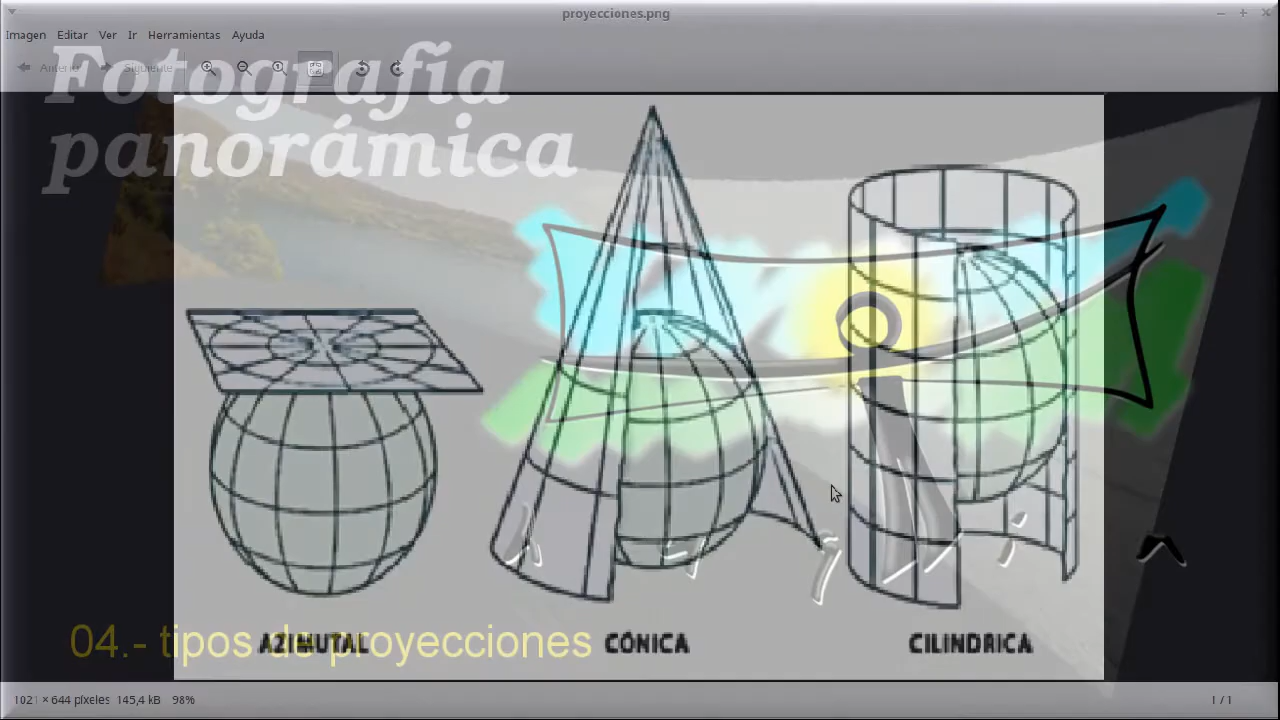 proyecciones.png
Imagen Editar Ver Ir Herramientas Ayuda
Anterior Siguiente
Fotografía
panorámica
AZIMUTAL CÓNICA CILINDRICA
04.- tipos de proyecciones
1021 × 644 píxeles 145,4 kB 98% 1 / 1